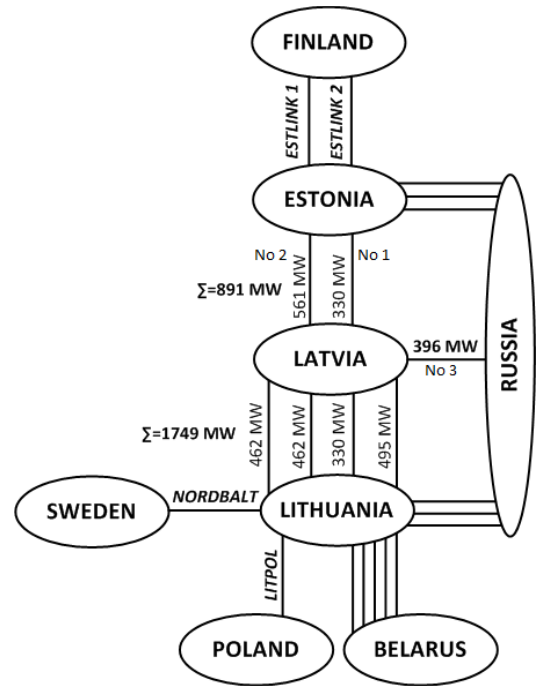 FINLAND
ESTLINK 1
ESTLINK 2
ESTONIA
No 2
No 1
∑=891 MW
561 MW
330 MW
LATVIA
396 MW
No 3
RUSSIA
∑=1749 MW
462 MW
462 MW
330 MW
495 MW
SWEDEN
NORDBALT
LITHUANIA
LITPOL
POLAND
BELARUS